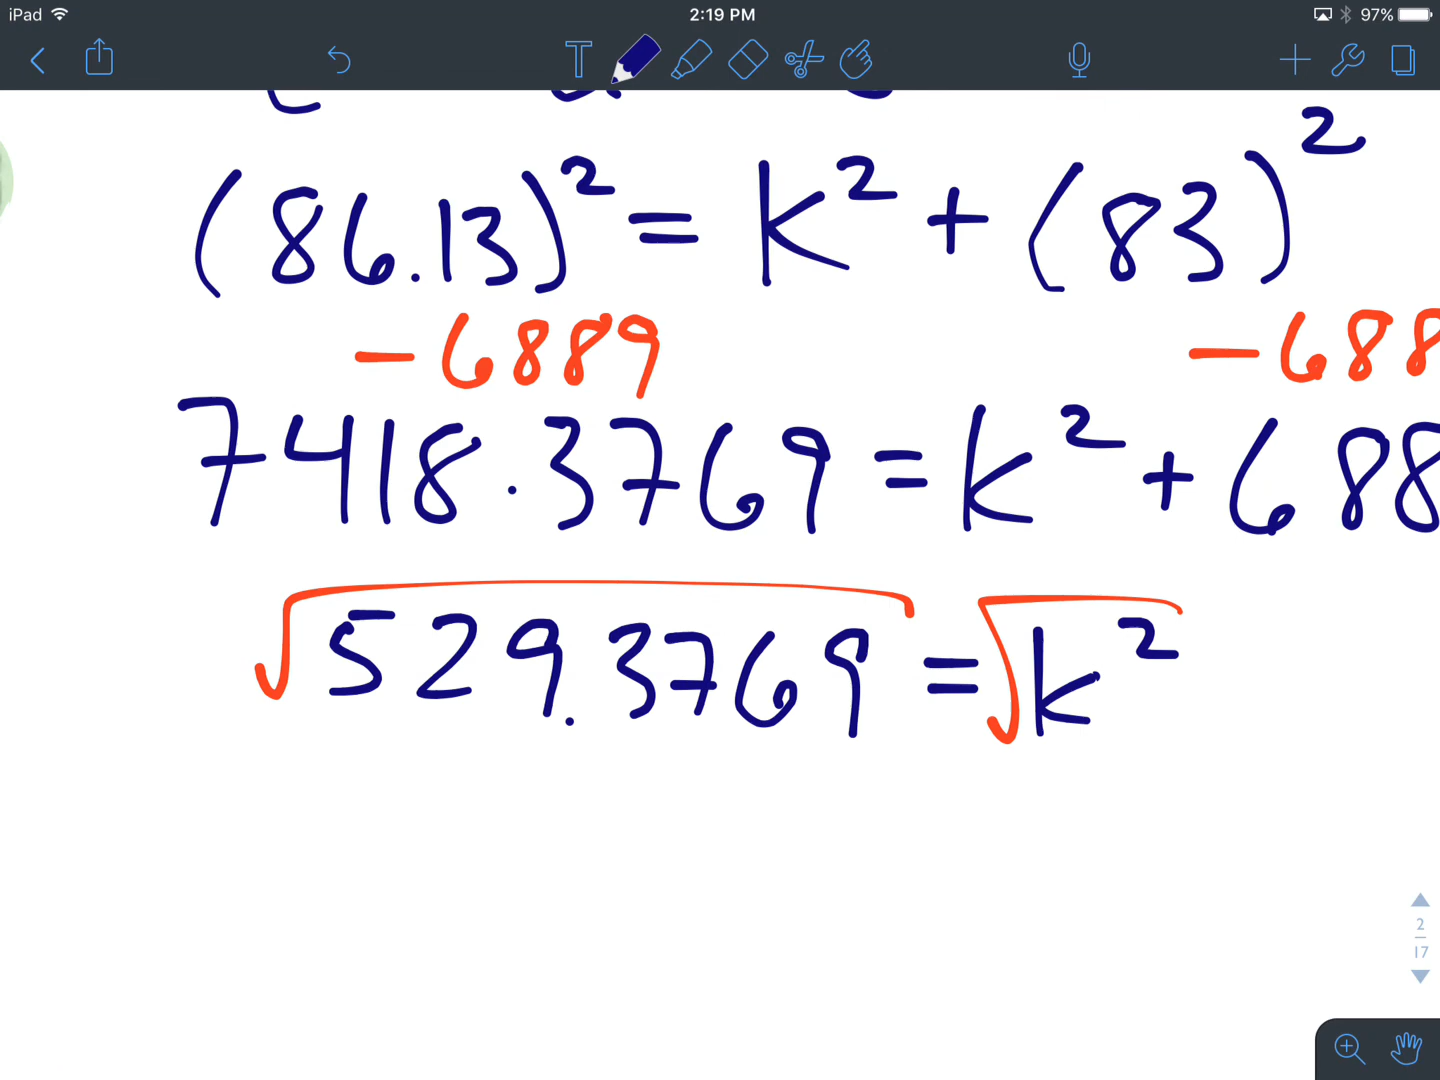 iPad 2:19 PM 97%
T
(86.13)² = k² + (83)²
- 6889 - 688
7418.3769 = k² + 688
√529.3769 = √k²
2
17